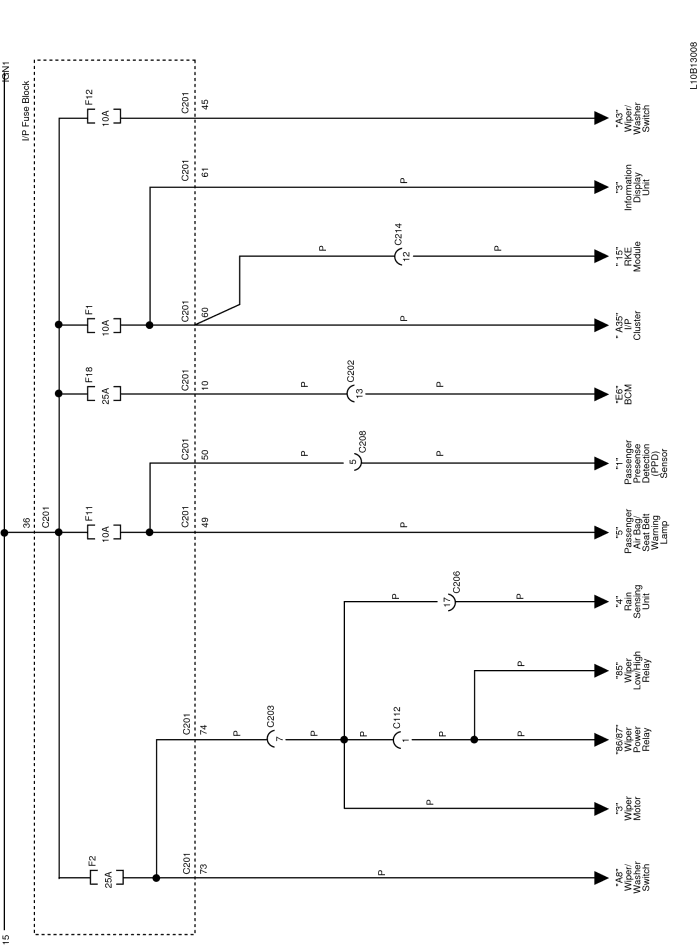 15
IGN1
I/P Fuse Block
36
C201
F2
25A
F11
10A
F18
25A
F1
10A
F12
10A
C201
73
C201
74
C201
49
C201
50
C201
10
C201
60
C201
61
C201
45
P
C203
7
P
P
P
P
P
C202
13
5
C208
P
P
P
C112
1
C214
12
P
P
P
P
P
P
P
17
C206
P
P
P
P
"A8"
Wiper/
Washer
Switch
"3"
Wiper
Motor
"86/87"
Wiper
Power
Relay
"85"
Wiper
Low/High
Relay
"4"
Rain
Sensing
Unit
"5"
Passenger
Air Bag/
Seat Belt
Warning
Lamp
"1"
Passenger
Presense
Detection
(PPD)
Sensor
"E6"
BCM
" A35"
I/P
Cluster
" 15"
RKE
Module
"3"
Information
Display
Unit
"A3"
Wiper/
Washer
Switch
L10B13008